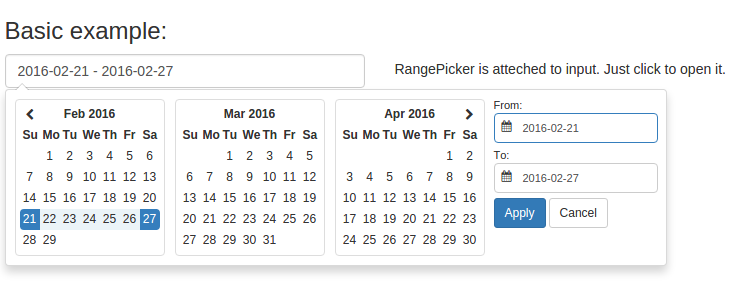 Basic example:
2016-02-21 - 2016-02-27
RangePicker is atteched to input. Just click to open it.
Feb 2016
Su Mo Tu We Th Fr Sa
1 2 3 4 5 6
7 8 9 10 11 12 13
14 15 16 17 18 19 20
21 22 23 24 25 26 27
28 29
Mar 2016
Su Mo Tu We Th Fr Sa
1 2 3 4 5
6 7 8 9 10 11 12
13 14 15 16 17 18 19
20 21 22 23 24 25 26
27 28 29 30 31
Apr 2016
Su Mo Tu We Th Fr Sa
1 2
3 4 5 6 7 8 9
10 11 12 13 14 15 16
17 18 19 20 21 22 23
24 25 26 27 28 29 30
From:
2016-02-21
To:
2016-02-27
Apply Cancel